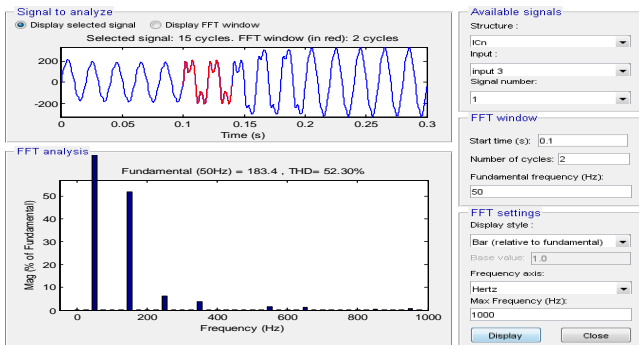 Signal to analyze
Display selected signal Display FFT window
Selected signal: 15 cycles. FFT window (in red): 2 cycles
200
0
-200
0 0.05 0.1 0.15 0.2 0.25 0.3
Time (s)
FFT analysis
Fundamental (50Hz) = 183.4 , THD= 52.30%
Mag (% of Fundamental)
50
40
30
20
10
0
0 200 400 600 800 1000
Frequency (Hz)
Available signals
Structure :
ICn
Input :
input 3
Signal number:
1
FFT window
Start time (s): 0.1
Number of cycles: 2
Fundamental frequency (Hz):
50
FFT settings
Display style :
Bar (relative to fundamental)
Base value: 1.0
Frequency axis:
Hertz
Max Frequency (Hz):
1000
Display Close